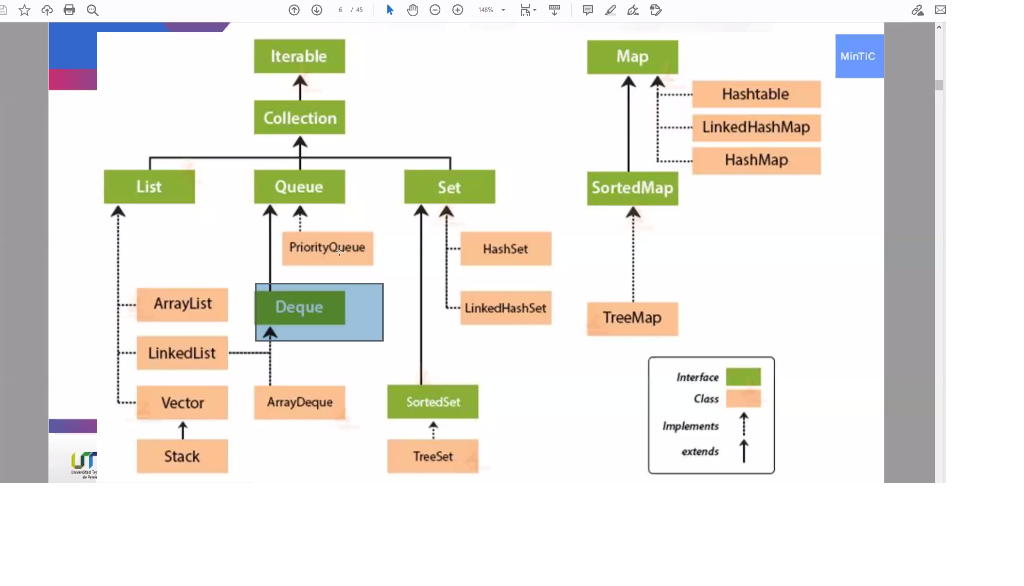 6 / 45
148%
MinTIC
Iterable
Collection
List
Queue
Set
PriorityQueue
HashSet
ArrayList
Deque
LinkedHashSet
LinkedList
Vector
ArrayDeque
SortedSet
Stack
TreeSet
Map
Hashtable
LinkedHashMap
HashMap
SortedMap
TreeMap
Interface
Class
Implements
extends
UT